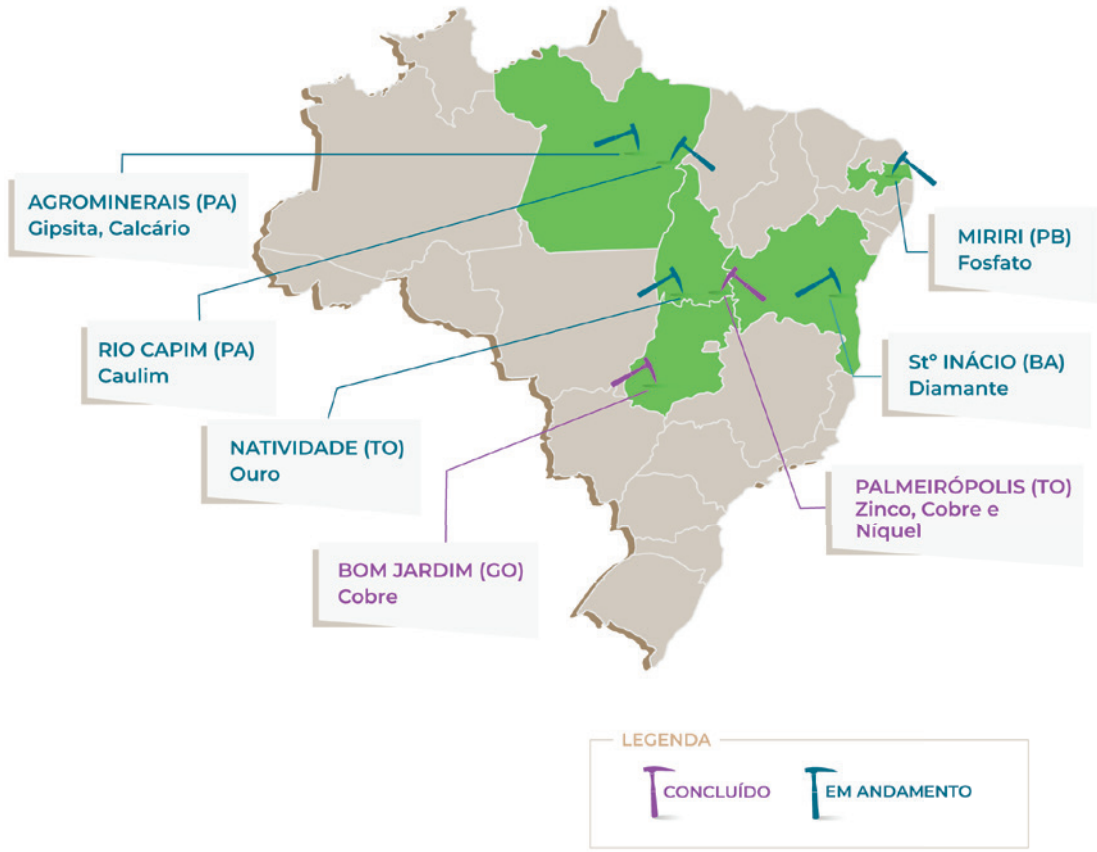 AGROMINERAIS (PA)
Gipsita, Calcário
RIO CAPIM (PA)
Caulim
NATIVIDADE (TO)
Ouro
BOM JARDIM (GO)
Cobre
MIRIRI (PB)
Fosfato
Stº INÁCIO (BA)
Diamante
PALMEIRÓPOLIS (TO)
Zinco, Cobre e
Níquel
LEGENDA
CONCLUÍDO
EM ANDAMENTO